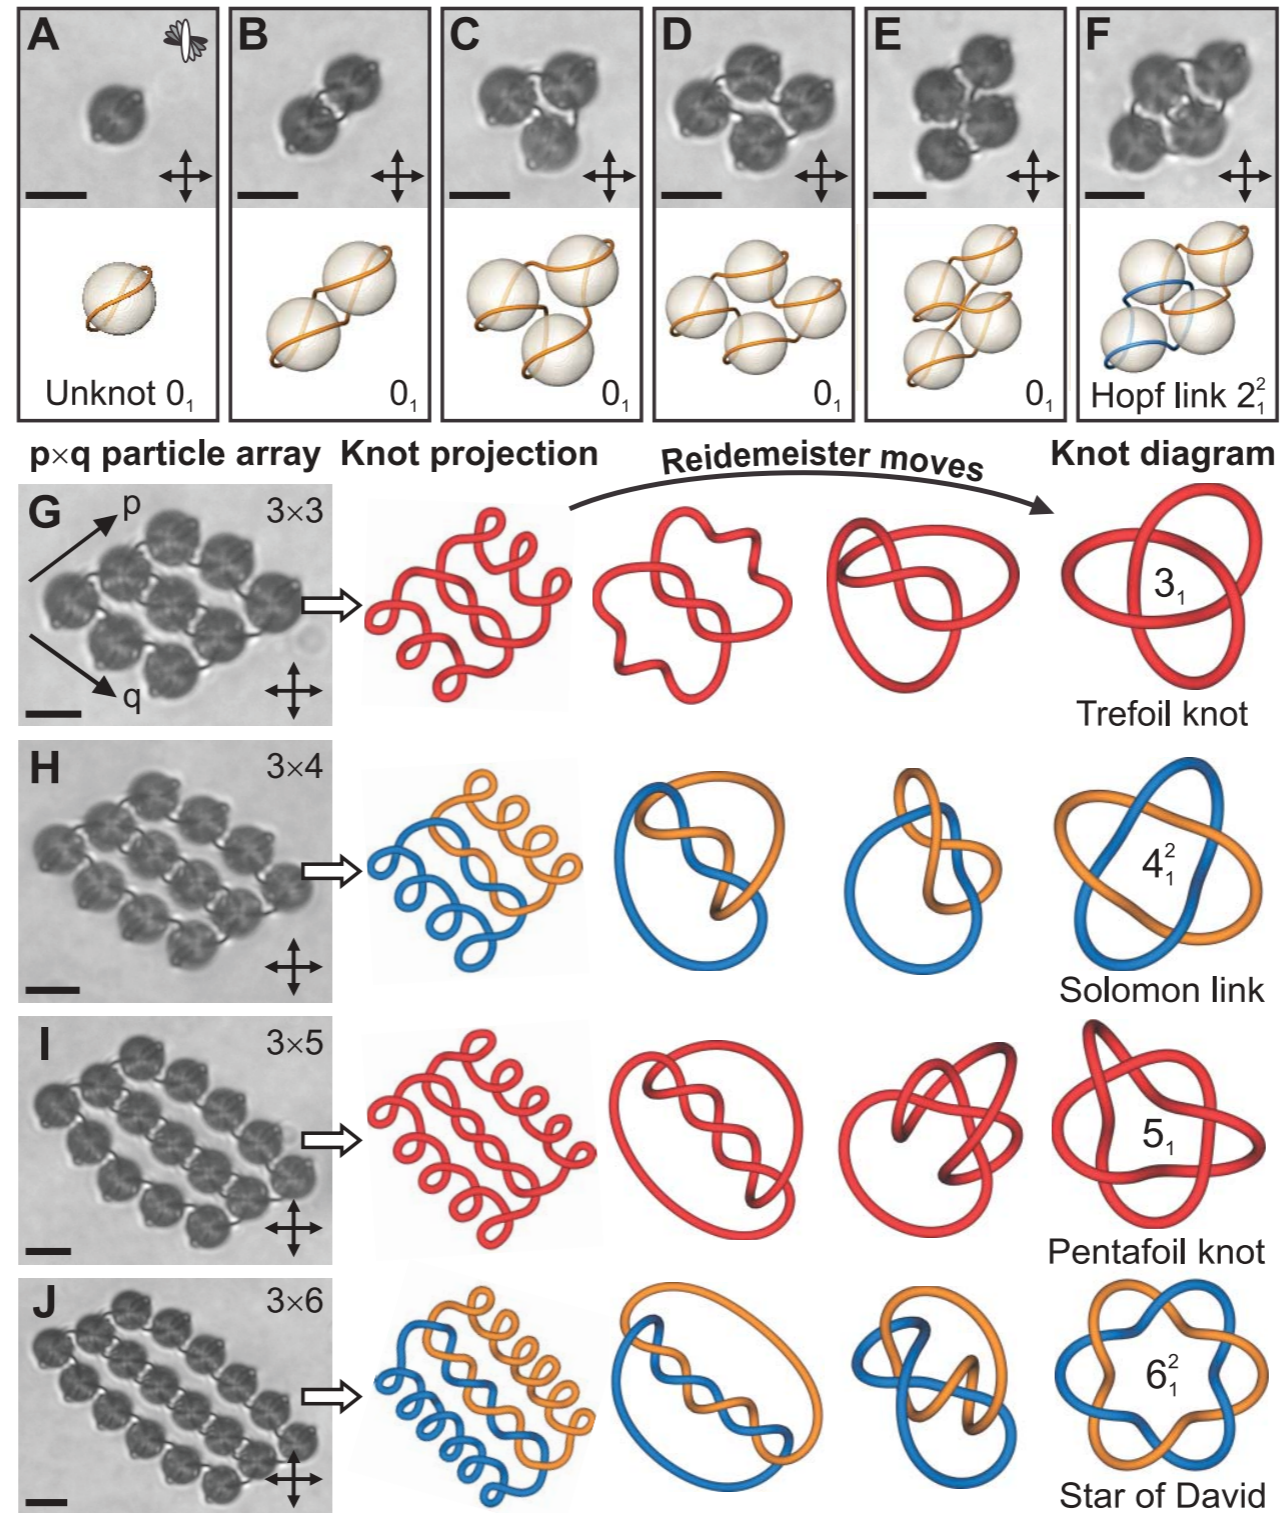 A B C D E F
Unknot 0₁ 0₁ 0₁ 0₁ 0₁ Hopf link 2²₁
p×q particle array Knot projection Reidemeister moves Knot diagram
G p 3×3
3₁
q
Trefoil knot
H 3×4
4²₁
Solomon link
I 3×5
5₁
Pentafoil knot
J 3×6
6²₁
Star of David